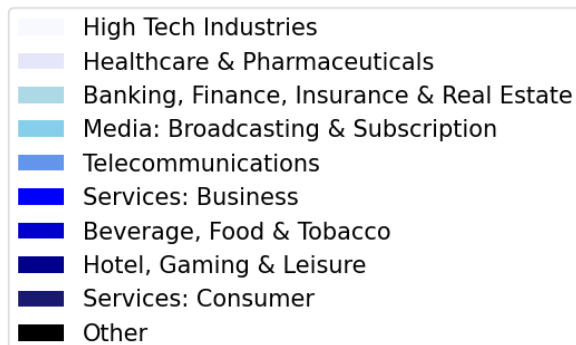 High Tech Industries
Healthcare & Pharmaceuticals
Banking, Finance, Insurance & Real Estate
Media: Broadcasting & Subscription
Telecommunications
Services: Business
Beverage, Food & Tobacco
Hotel, Gaming & Leisure
Services: Consumer
Other